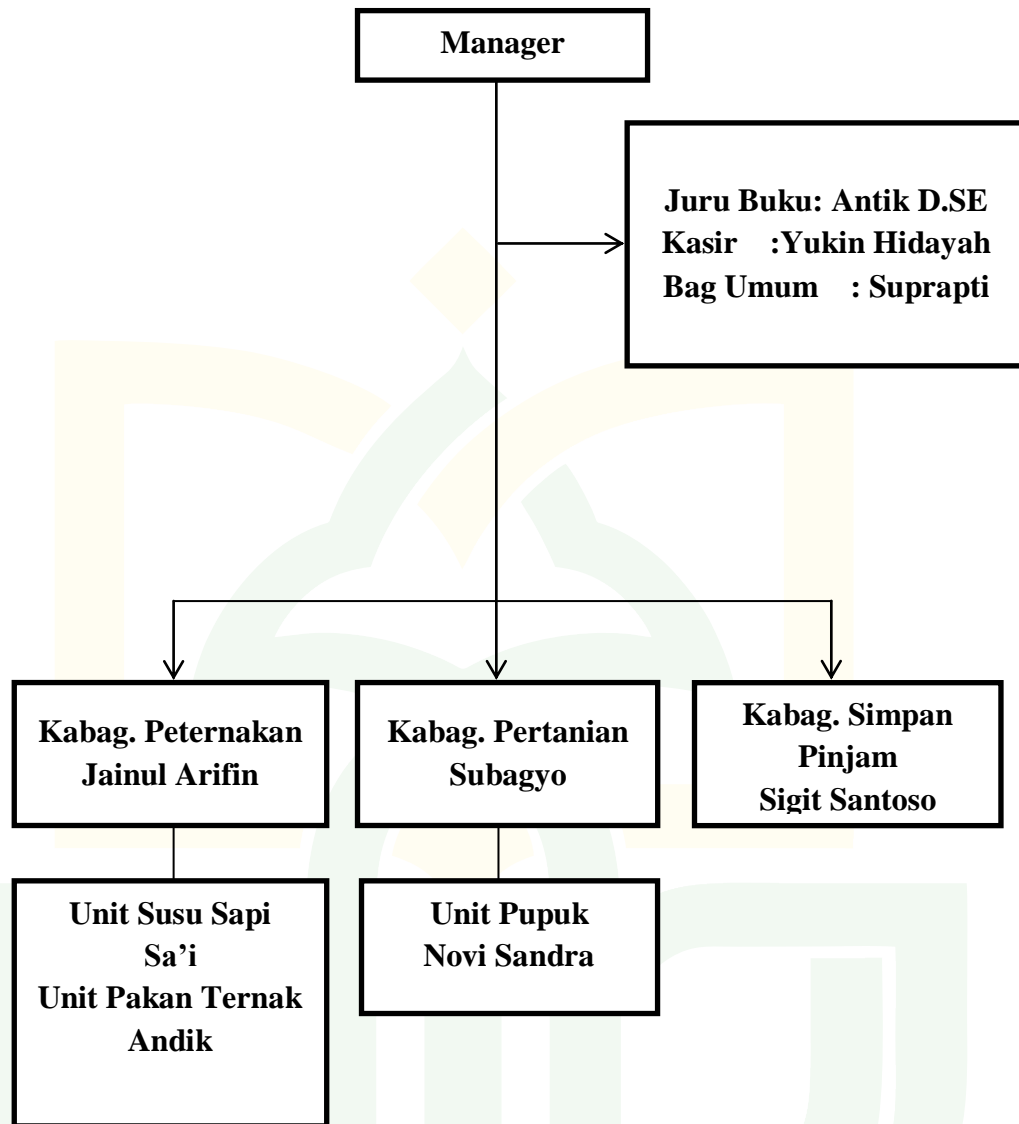 Manager
Juru Buku: Antik D.SE
Kasir :Yukin Hidayah
Bag Umum : Suprapti
Kabag. Peternakan
Jainul Arifin
Kabag. Pertanian
Subagyo
Kabag. Simpan
Pinjam
Sigit Santoso
Unit Susu Sapi
Sa’i
Unit Pakan Ternak
Andik
Unit Pupuk
Novi Sandra